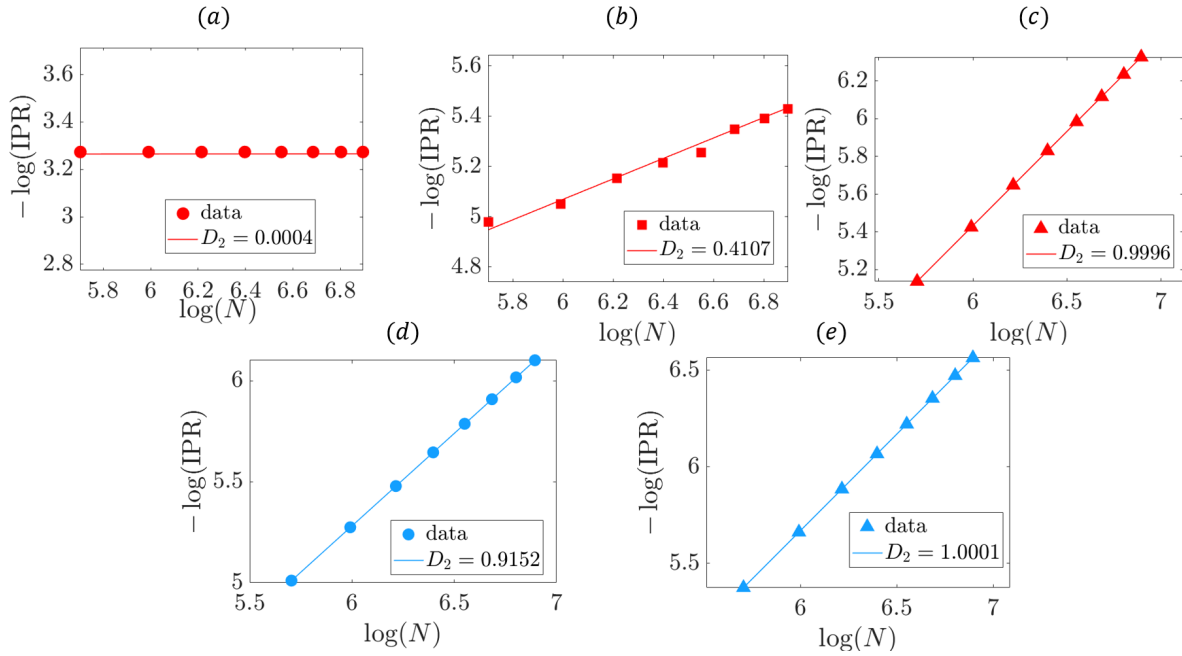 (a)
3.6
3.4
3.2
3
2.8
− log(IPR)
data
D₂ = 0.0004
5.8 6 6.2 6.4 6.6 6.8
log(N)
(b)
5.6
5.4
5.2
5
4.8
− log(IPR)
data
D₂ = 0.4107
5.8 6 6.2 6.4 6.6 6.8
log(N)
(c)
6.2
6
5.8
5.6
5.4
5.2
− log(IPR)
data
D₂ = 0.9996
5.5 6 6.5 7
log(N)
(d)
6
5.5
5
− log(IPR)
data
D₂ = 0.9152
5.5 6 6.5 7
log(N)
(e)
6.5
6
5.5
− log(IPR)
data
D₂ = 1.0001
6 6.5 7
log(N)